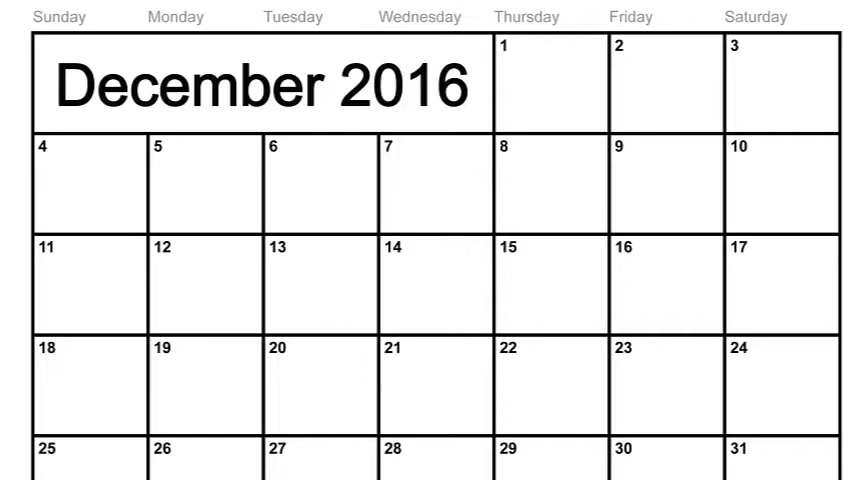 Sunday Monday Tuesday Wednesday Thursday Friday Saturday
December 2016 1 2 3
4 5 6 7 8 9 10
11 12 13 14 15 16 17
18 19 20 21 22 23 24
25 26 27 28 29 30 31